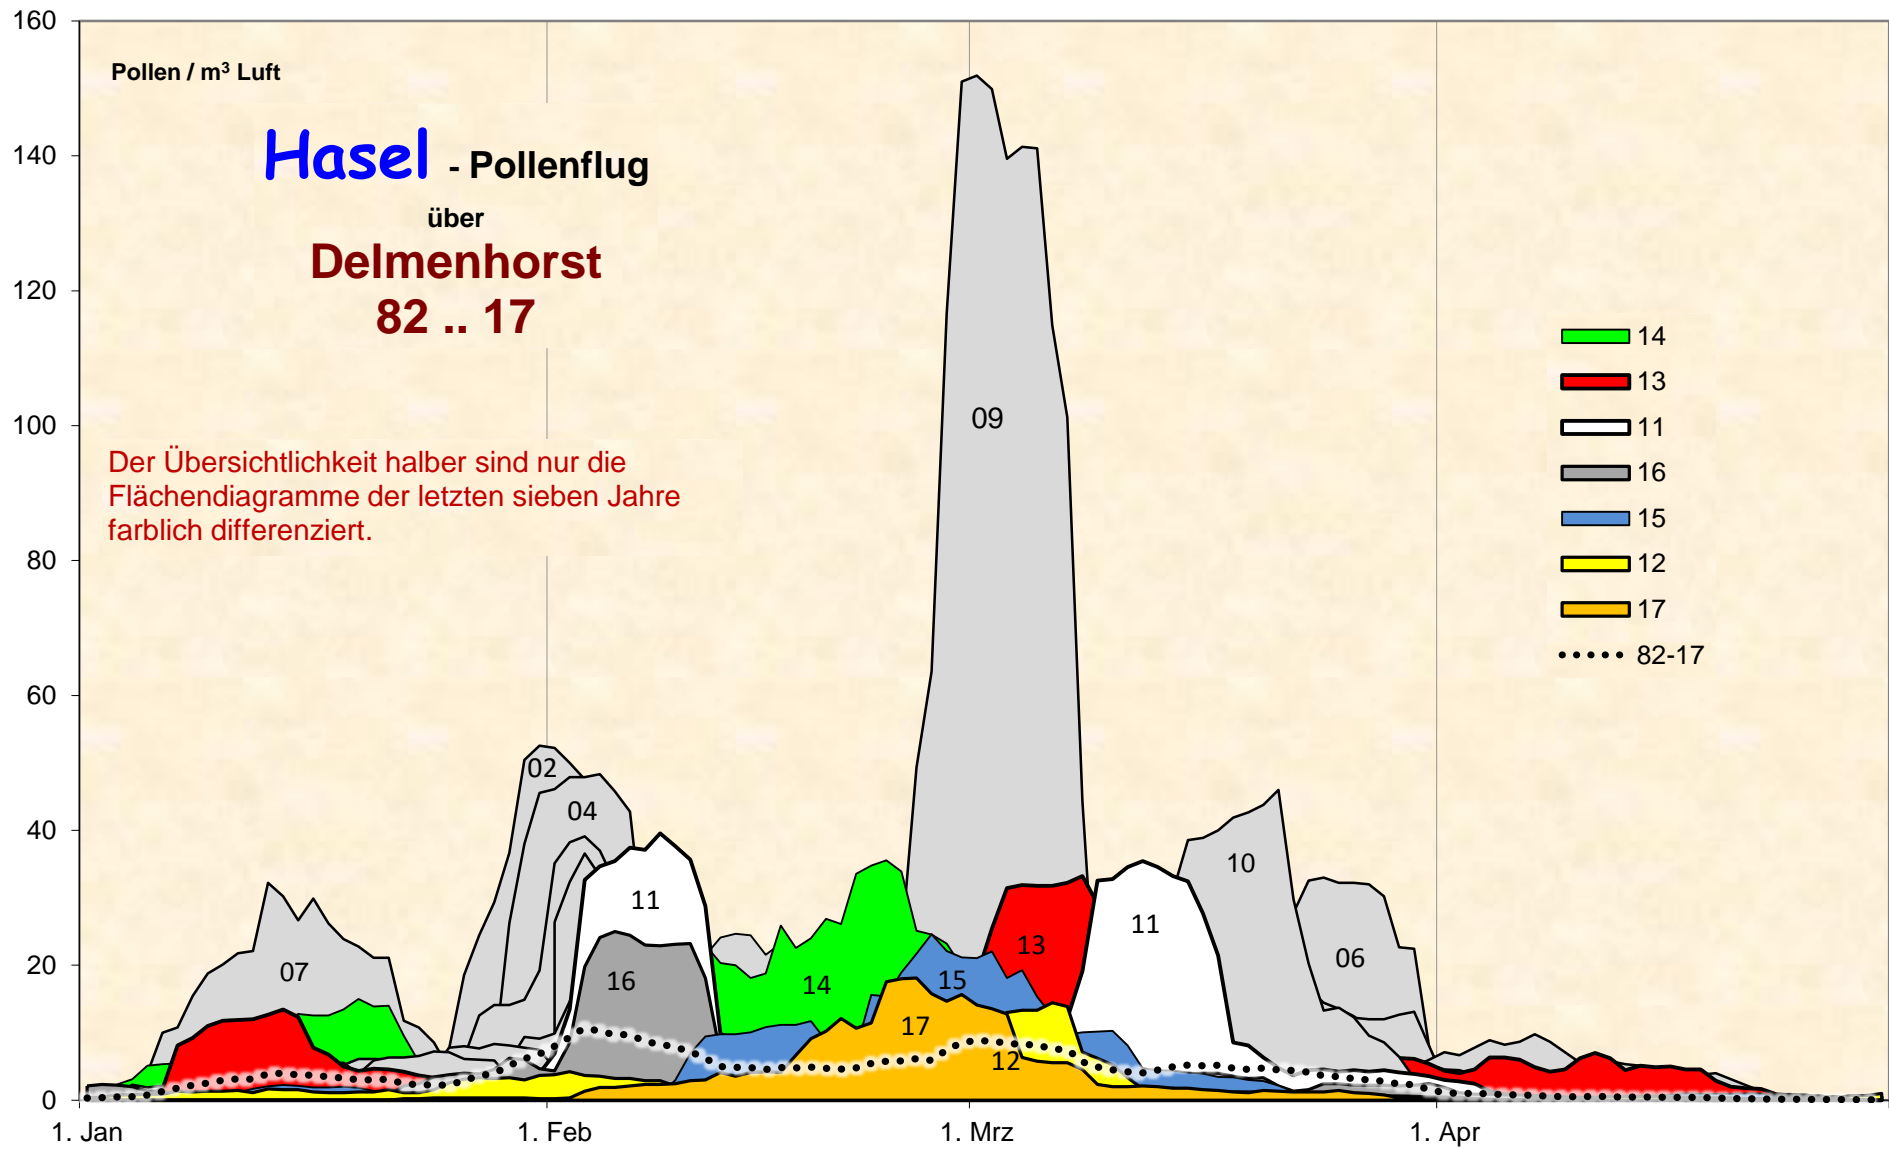 160
140
120
100
80
60
40
20
0
Pollen / m³ Luft
Hasel - Pollenflug
über
Delmenhorst
82 .. 17
Der Übersichtlichkeit halber sind nur die
Flächendiagramme der letzten sieben Jahre
farblich differenziert.
14
13
11
16
15
12
17
82-17
09
02
04
11
07
16
14
15
17
12
13
11
10
06
1. Jan
1. Feb
1. Mrz
1. Apr